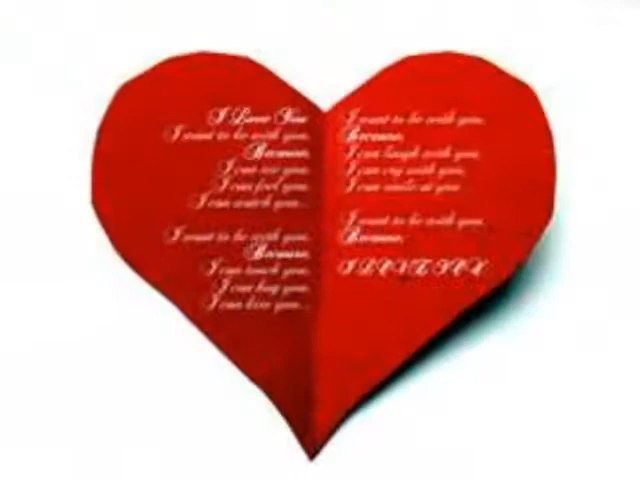 I Love You
I want to be with you,
Because,
I can see you,
I can feel you,
I can watch you...
I want to be with you,
Because,
I can touch you,
I can hug you,
I can kiss you...
I want to be with you,
Because,
I can laugh with you,
I can cry with you,
I can smile at you
I want to be with you,
Because,
I LOVE YOU